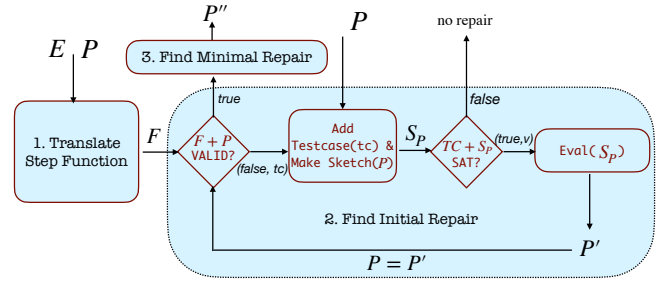 P′′
P
no repair
E P
3. Find Minimal Repair
true
false
1. Translate
Step Function
F
F + P
VALID?
(false, tc)
Add
Testcase(tc) &
Make Sketch(P)
S_P
TC + S_P
SAT?
(true,v)
Eval(S_P)
2. Find Initial Repair
P′
P = P′